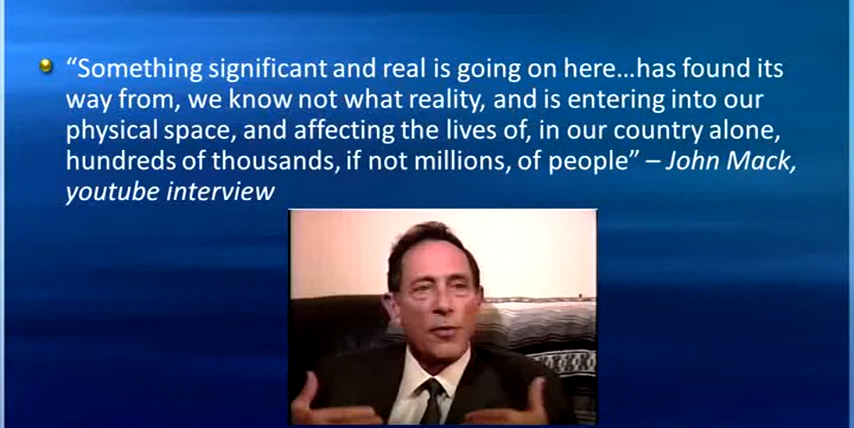 “Something significant and real is going on here…has found its
way from, we know not what reality, and is entering into our
physical space, and affecting the lives of, in our country alone,
hundreds of thousands, if not millions, of people” – John Mack,
youtube interview